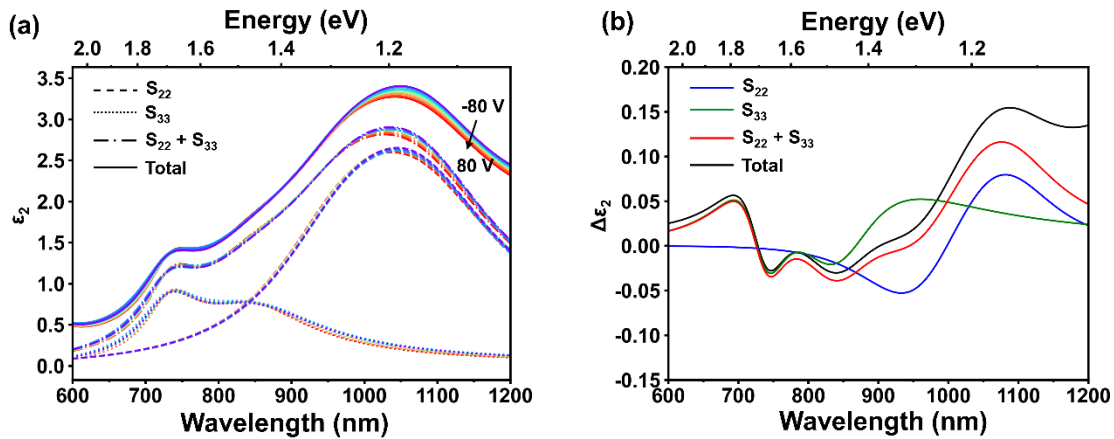 (a)
Energy (eV)
2.0 1.8 1.6 1.4 1.2
ε₂
3.5
3.0
2.5
2.0
1.5
1.0
0.5
0.0
S₂₂
S₃₃
S₂₂ + S₃₃
Total
-80 V
80 V
600 700 800 900 1000 1100 1200
Wavelength (nm)
(b)
Energy (eV)
2.0 1.8 1.6 1.4 1.2
Δε₂
0.20
0.15
0.10
0.05
0.00
-0.05
-0.10
-0.15
S₂₂
S₃₃
S₂₂ + S₃₃
Total
600 700 800 900 1000 1100 1200
Wavelength (nm)